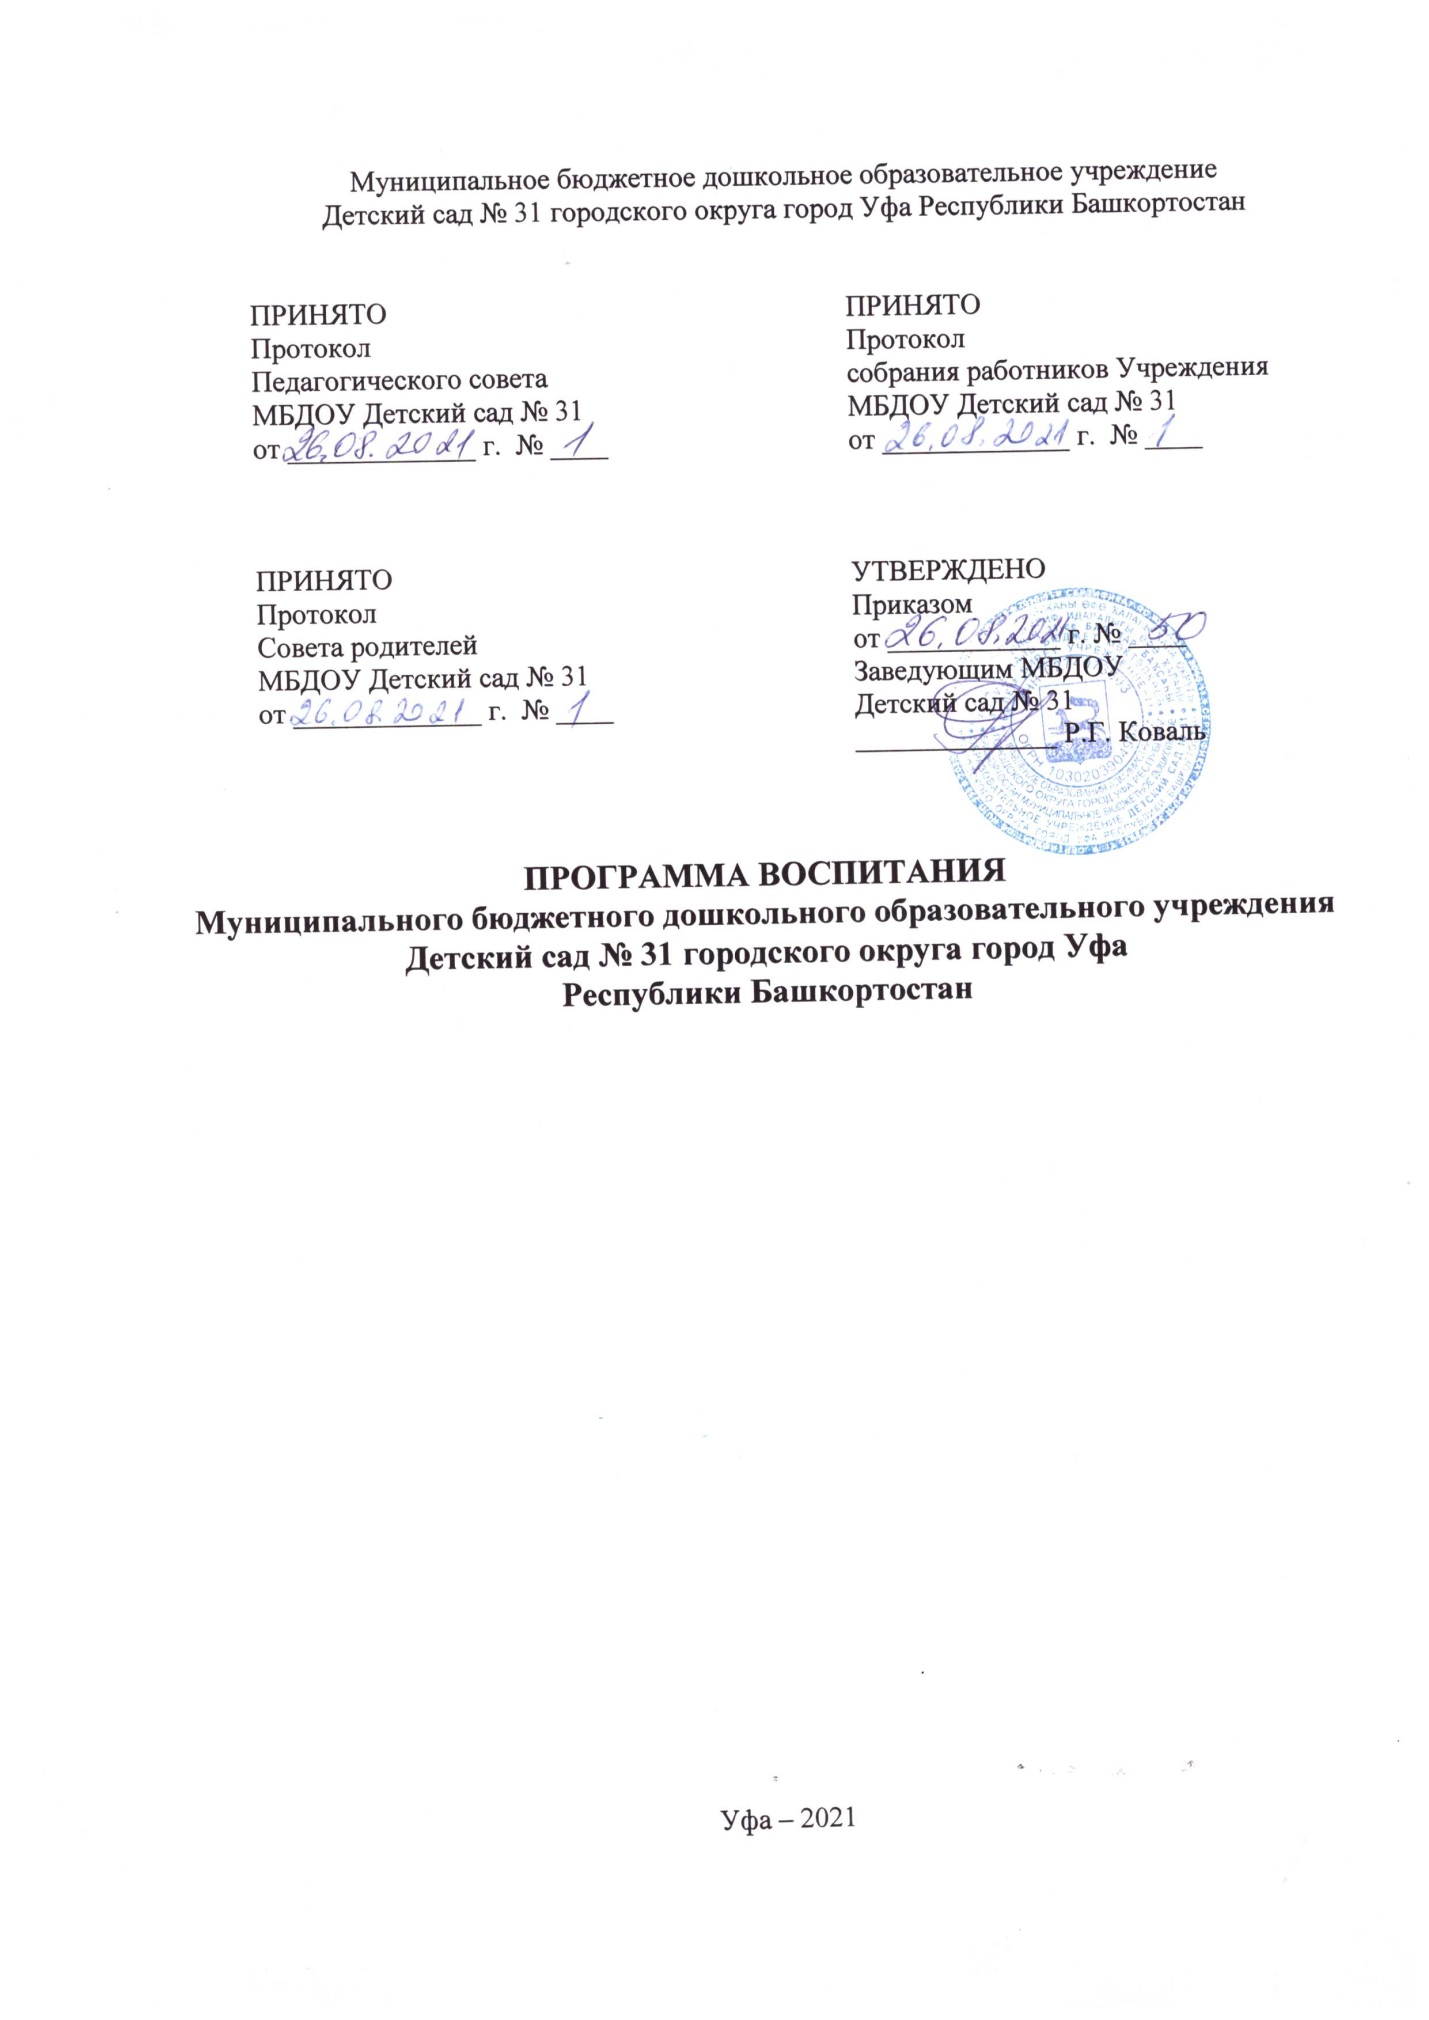 Муниципальное бюджетное дошкольное образовательное учреждение
Детский сад № 31 городского округа город Уфа Республики Башкортостан
ПРИНЯТО
Протокол
Педагогического совета
МБДОУ Детский сад № 31
от 26.08.2021 г. № 1
ПРИНЯТО
Протокол
собрания работников Учреждения
МБДОУ Детский сад № 31
от 26.08.2021 г. № 1
ПРИНЯТО
Протокол
Совета родителей
МБДОУ Детский сад № 31
от 26.08.2021 г. № 1
УТВЕРЖДЕНО
Приказом
от 26.08.2021 г. № 50
Заведующим МБДОУ
Детский сад № 31
Р.Г. Коваль
ПРОГРАММА ВОСПИТАНИЯ
Муниципального бюджетного дошкольного образовательного учреждения
Детский сад № 31 городского округа город Уфа
Республики Башкортостан
Уфа – 2021